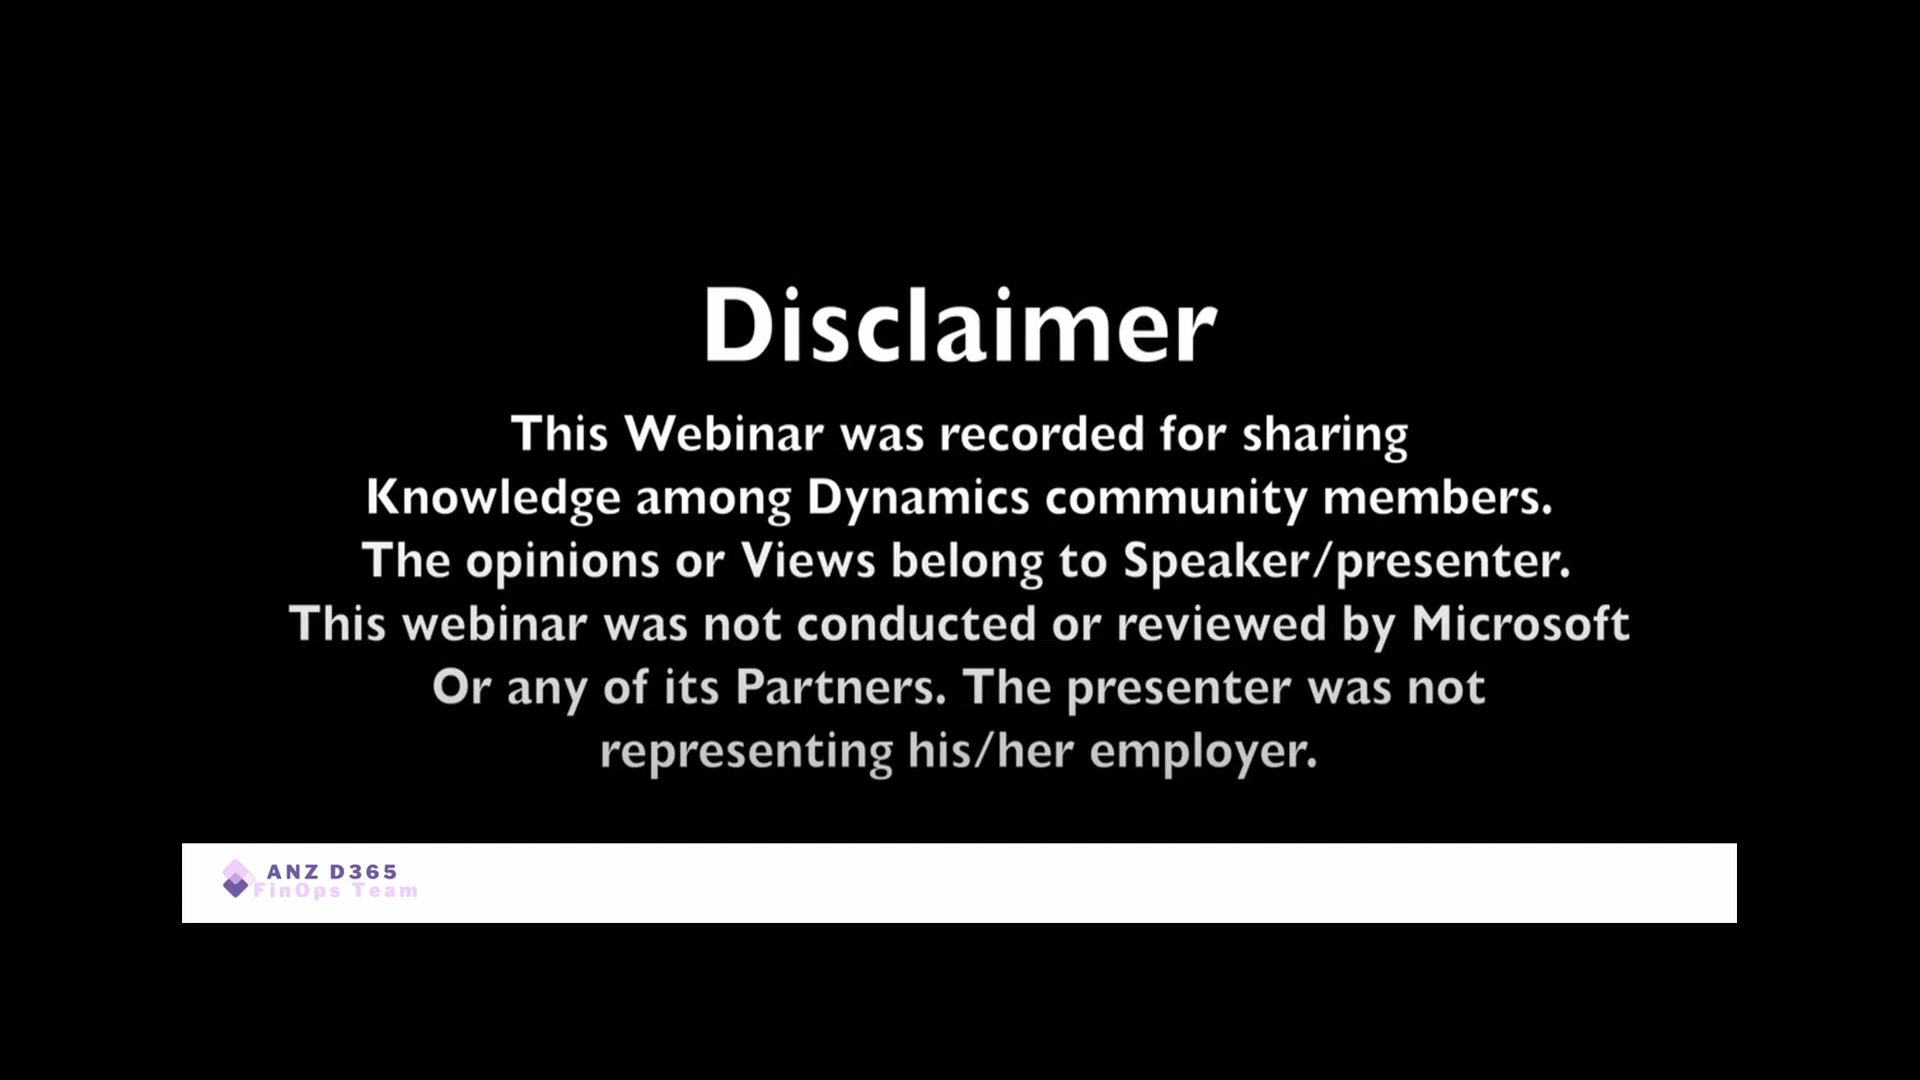 Disclaimer
This Webinar was recorded for sharing
Knowledge among Dynamics community members.
The opinions or Views belong to Speaker/presenter.
This webinar was not conducted or reviewed by Microsoft
Or any of its Partners. The presenter was not
representing his/her employer.
ANZ D365
FinOps Team